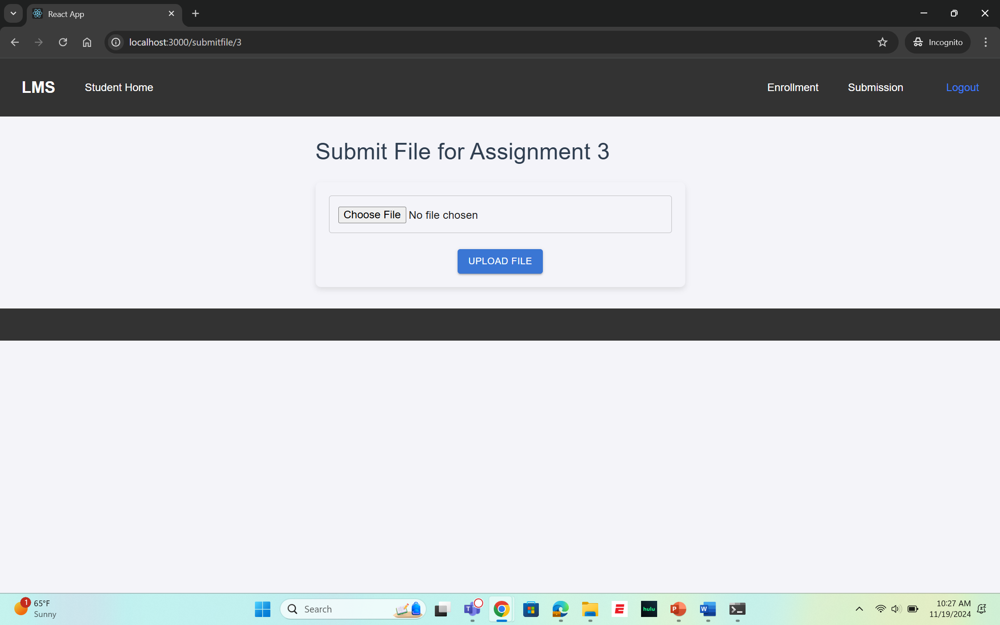 React App
localhost:3000/submitfile/3
Incognito
LMS
Student Home
Enrollment
Submission
Logout
Submit File for Assignment 3
Choose File No file chosen
UPLOAD FILE
1
65°F
Sunny
Search
T
E
hulu
P
W
10:27 AM
11/19/2024